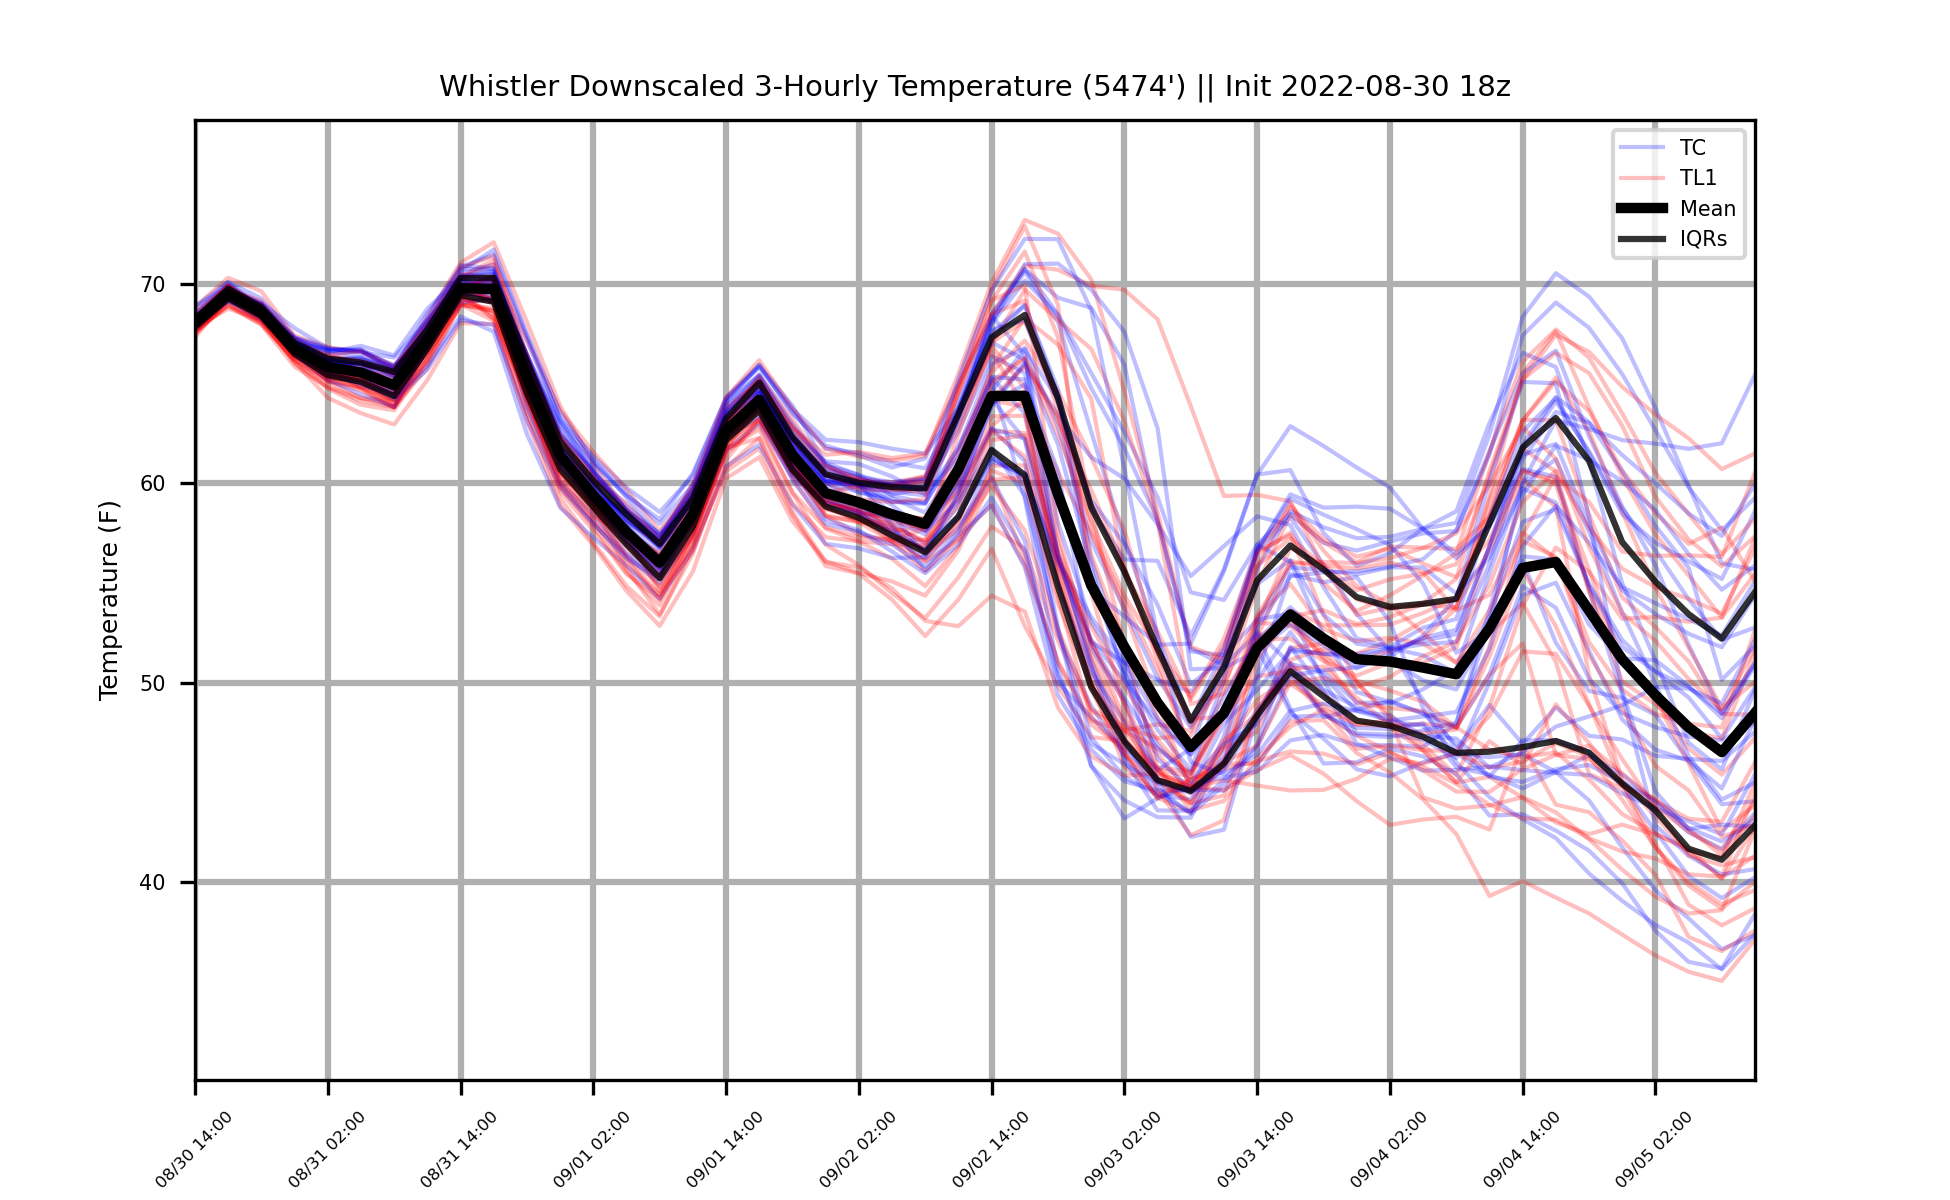 Whistler Downscaled 3-Hourly Temperature (5474') || Init 2022-08-30 18z
TC
TL1
Mean
IQRs
Temperature (F)
70
60
50
40
08/30 14:00
08/31 02:00
08/31 14:00
09/01 02:00
09/01 14:00
09/02 02:00
09/02 14:00
09/03 02:00
09/03 14:00
09/04 02:00
09/04 14:00
09/05 02:00